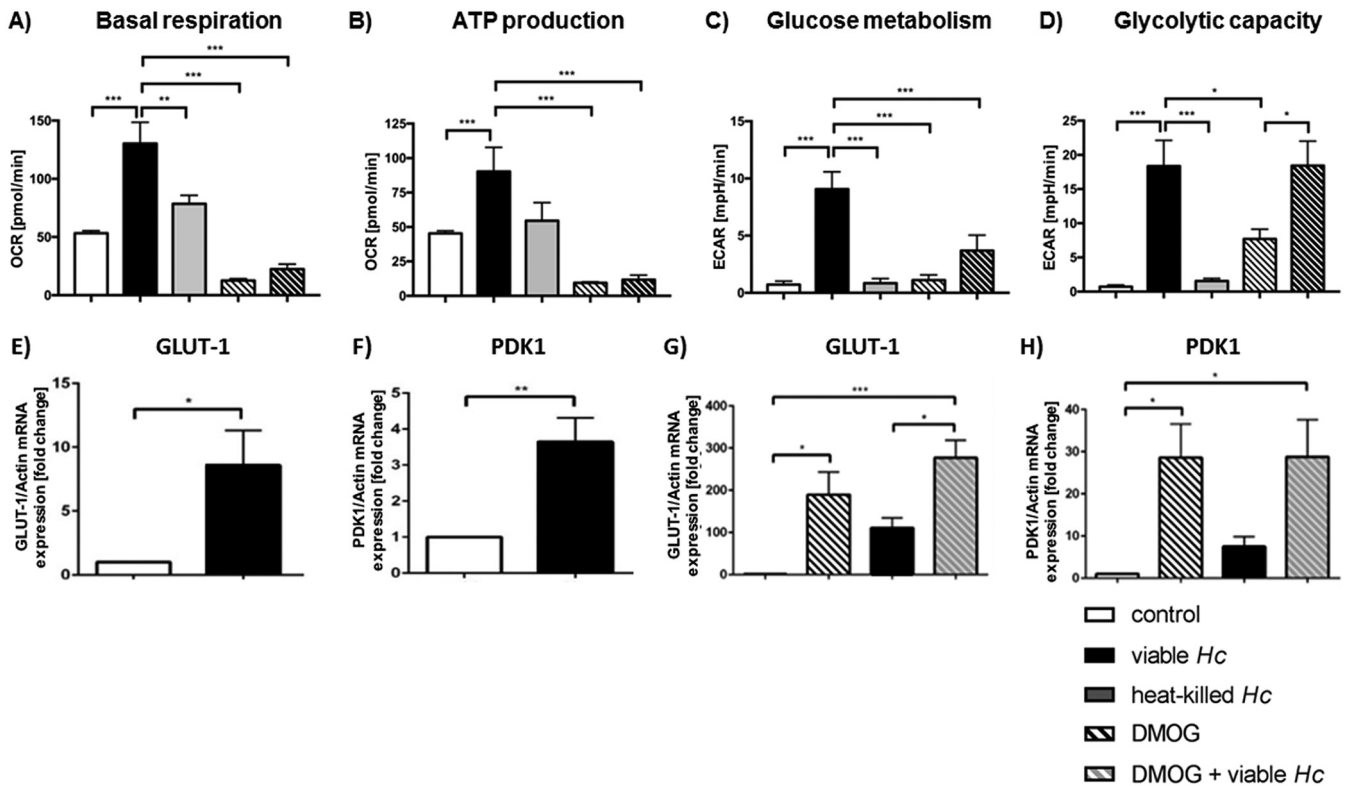 A) Basal respiration
B) ATP production
C) Glucose metabolism
D) Glycolytic capacity
***
***
*** **
OCR [pmol/min]
150
100
50
0
***
***
***
OCR [pmol/min]
125
100
75
50
25
0
***
***
*** ***
ECAR [mpH/min]
15
10
5
0
*
*** *** *
ECAR [mpH/min]
25
20
15
10
5
0
E) GLUT-1
F) PDK1
G) GLUT-1
H) PDK1
*
GLUT-1/Actin mRNA
expression [fold change]
15
10
5
0
**
PDK1/Actin mRNA
expression [fold change]
5
4
3
2
1
0
***
*
*
GLUT-1/Actin mRNA
expression [fold change]
400
300
200
100
0
*
*
PDK1/Actin mRNA
expression [fold change]
40
30
20
10
0
control
viable Hc
heat-killed Hc
DMOG
DMOG + viable Hc